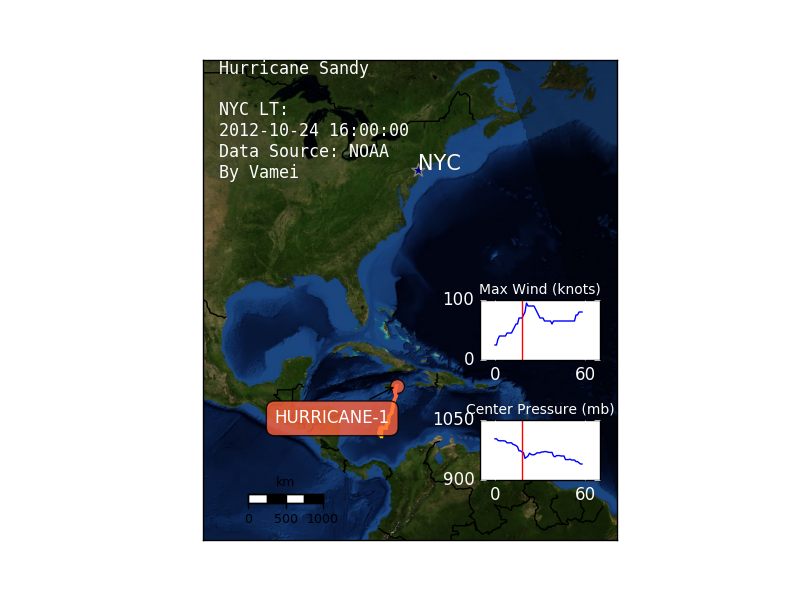 Hurricane Sandy
NYC LT:
2012-10-24 16:00:00
Data Source: NOAA
By Vamei
NYC
Max Wind (knots)
100
0
0 60
HURRICANE-1
Center Pressure (mb)
1050
900
0 60
km
0 500 1000